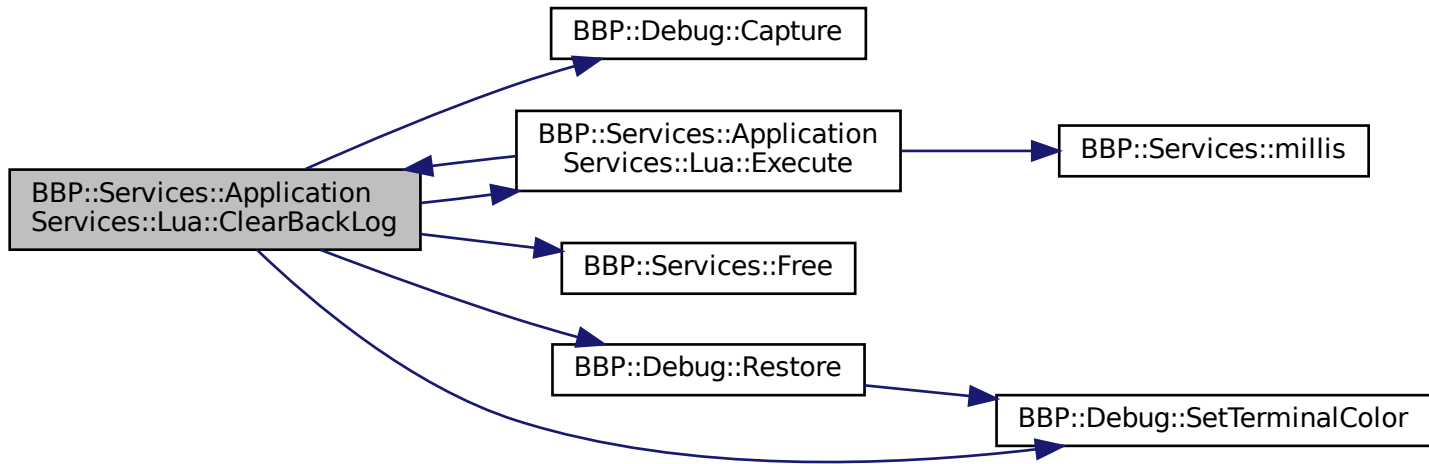 BBP::Debug::Capture
BBP::Services::Application
Services::Lua::Execute
BBP::Services::millis
BBP::Services::Application
Services::Lua::ClearBackLog
BBP::Services::Free
BBP::Debug::Restore
BBP::Debug::SetTerminalColor